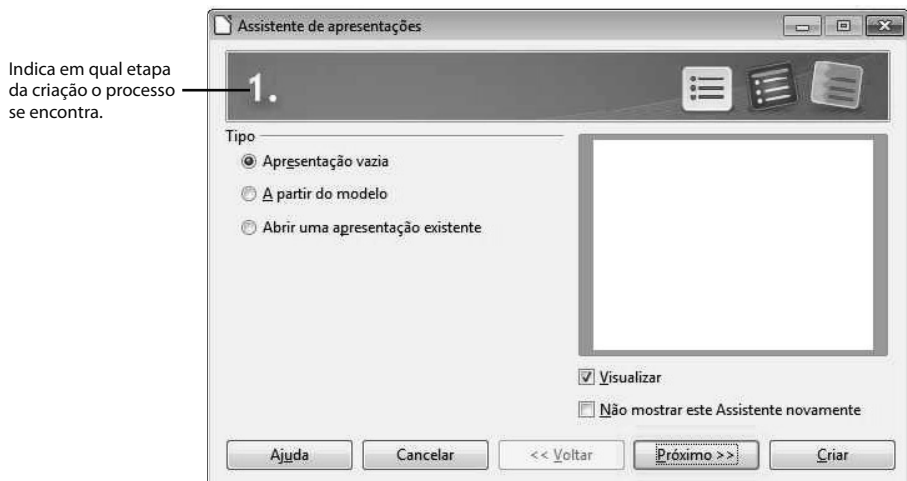 Assistente de apresentações
Indica em qual etapa
da criação o processo
se encontra.
1.
Tipo
Apresentação vazia
A partir do modelo
Abrir uma apresentação existente
Visualizar
Não mostrar este Assistente novamente
Ajuda
Cancelar
<< Voltar
Próximo >>
Criar